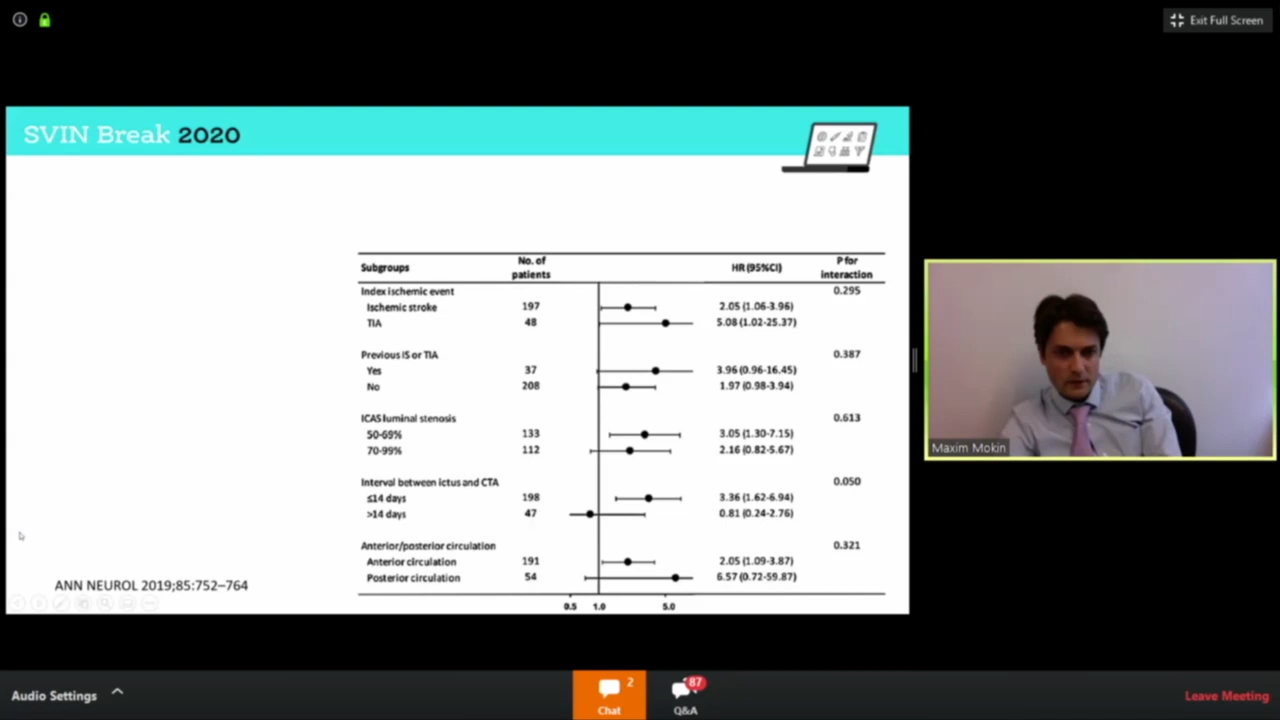 Exit Full Screen
SVIN Break 2020
Subgroups No. of patients HR (95%CI) P for interaction
Index ischemic event 0.295
Ischemic stroke 197 2.05 (1.06-3.96)
TIA 48 5.08 (1.02-25.37)
Previous IS or TIA 0.387
Yes 37 3.96 (0.96-16.45)
No 208 1.97 (0.98-3.94)
ICAS luminal stenosis 0.613
50-69% 133 3.05 (1.30-7.15)
70-99% 112 2.16 (0.82-5.67)
Interval between ictus and CTA 0.050
≤14 days 198 3.36 (1.62-6.94)
>14 days 47 0.81 (0.24-2.76)
Anterior/posterior circulation 0.321
Anterior circulation 191 2.05 (1.09-3.87)
Posterior circulation 54 6.57 (0.72-59.87)
0.5 1.0 5.0
ANN NEUROL 2019;85:752–764
Maxim Mokin
Audio Settings
2
Chat
87
Q&A
Leave Meeting